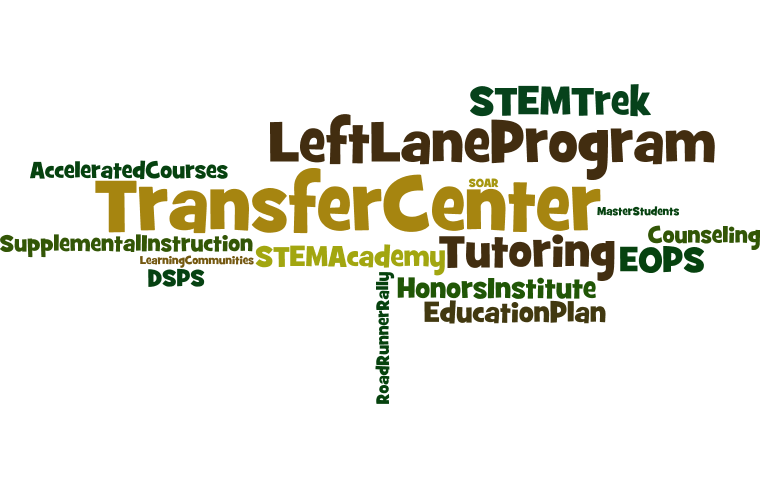 STEMTrek
LeftLaneProgram
AcceleratedCourses
SOAR
TransferCenter
MasterStudents
Counseling
SupplementalInstruction
STEMAcademy
Tutoring
EOPS
LearningCommunities
DSPS
HonorsInstitute
EducationPlan
RoadRunnerRally